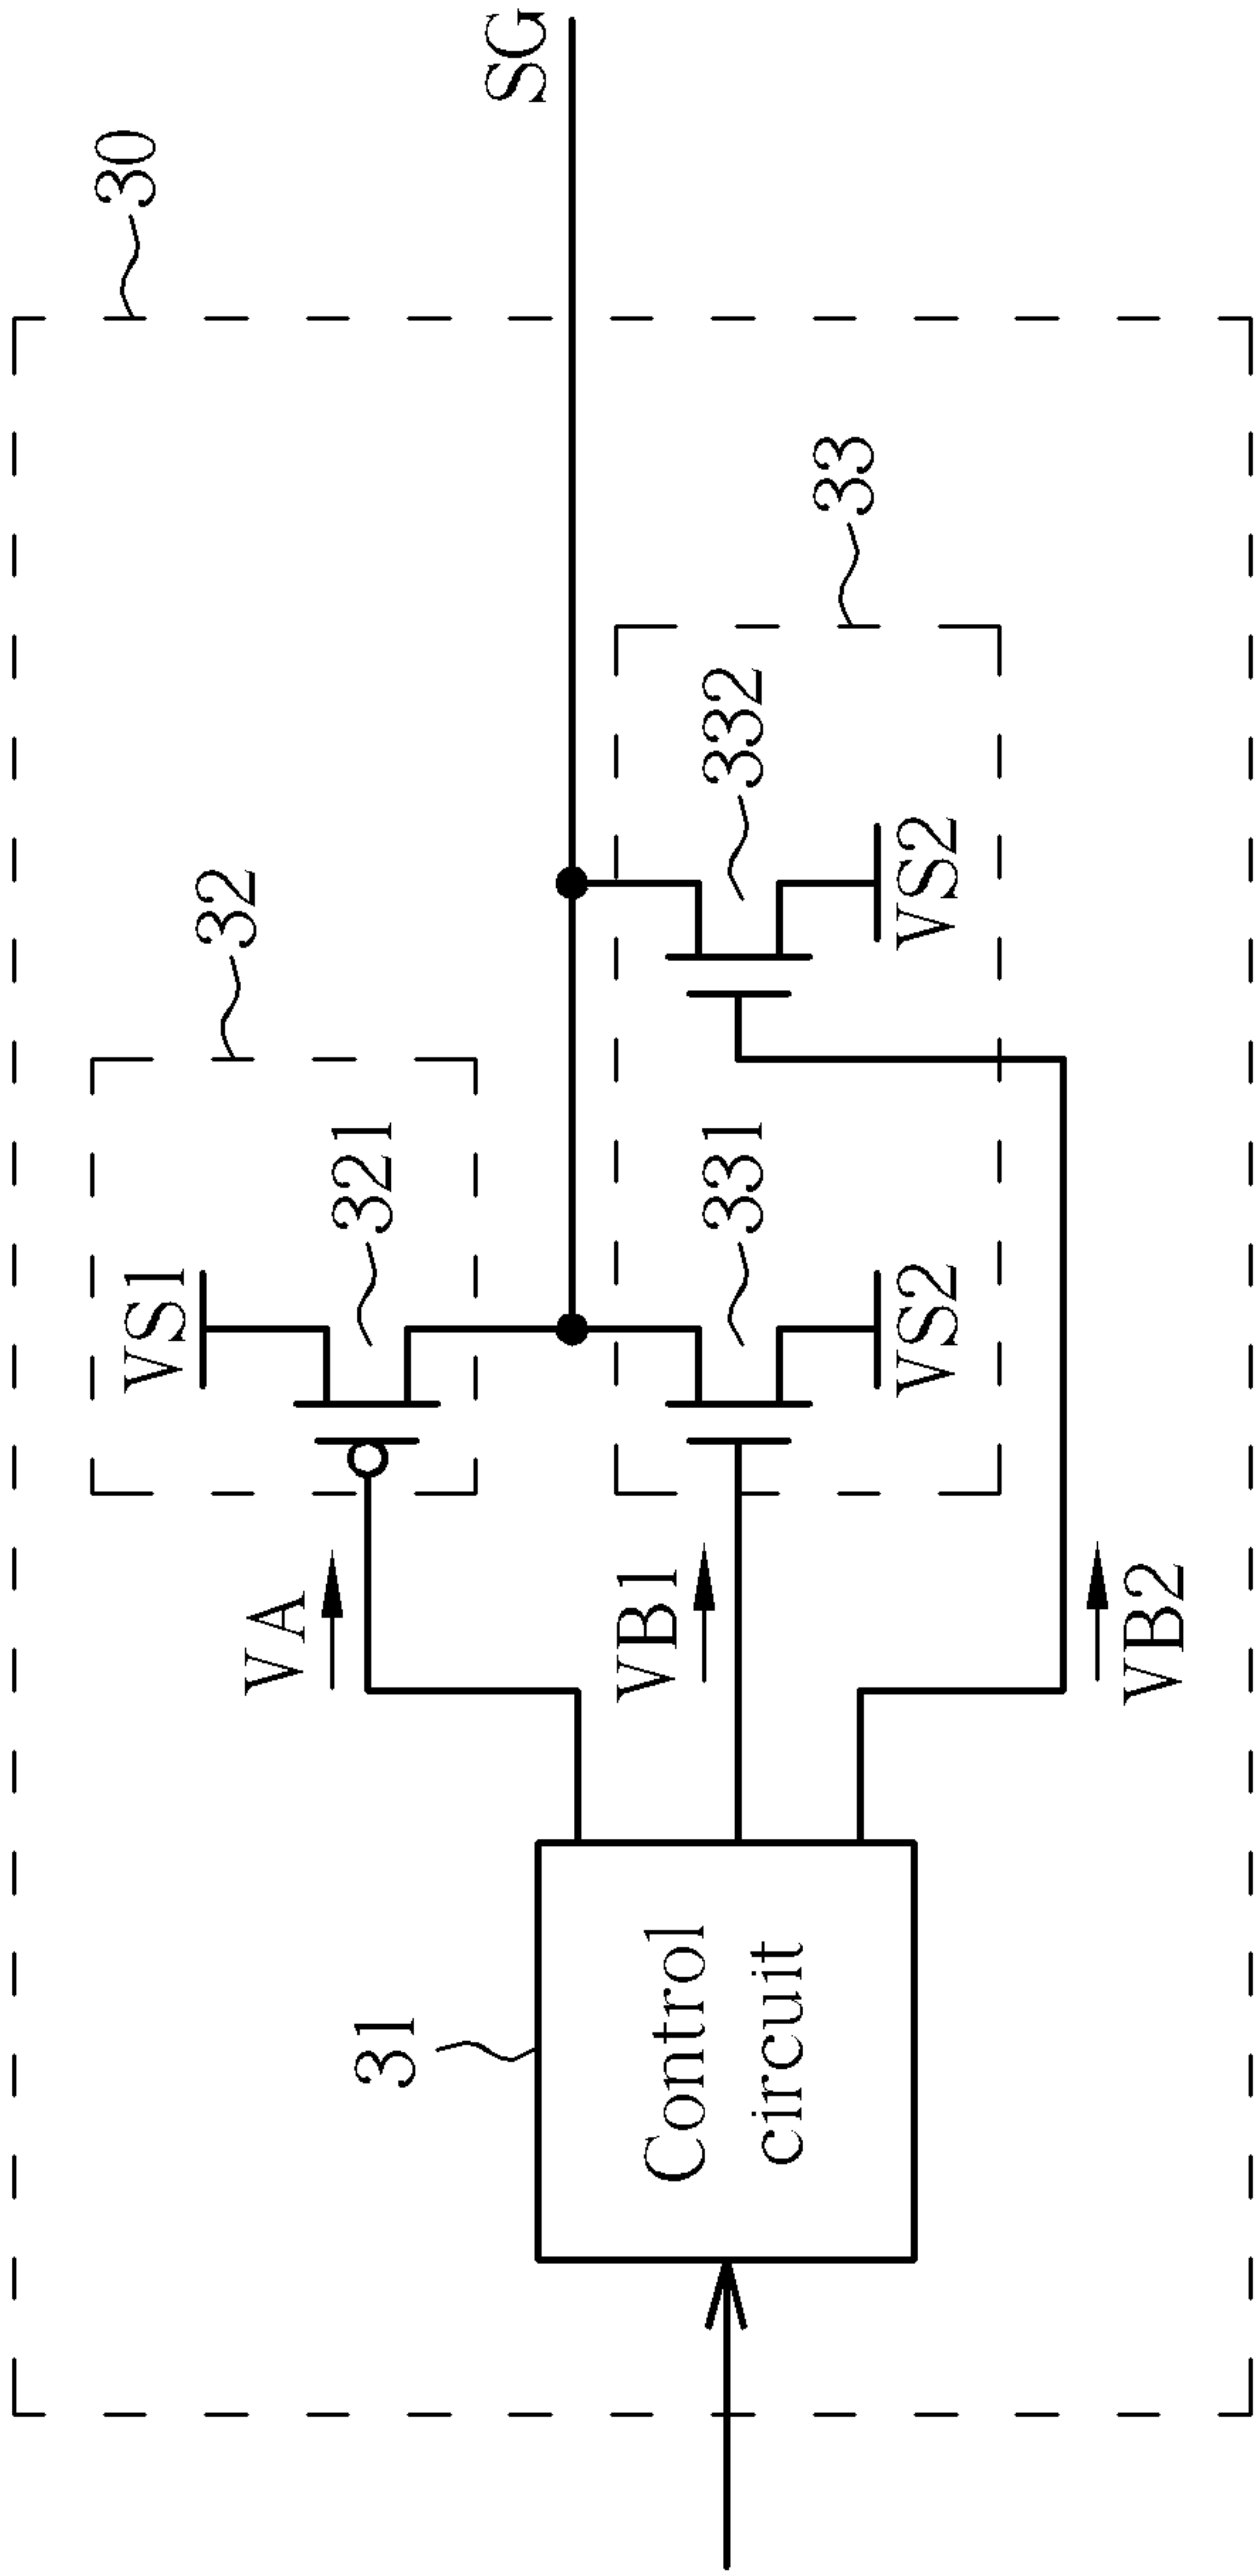 30
32
SG
VS1
321
VA
31
33
331
332
VB1
Control
circuit
VS2
VS2
VB2